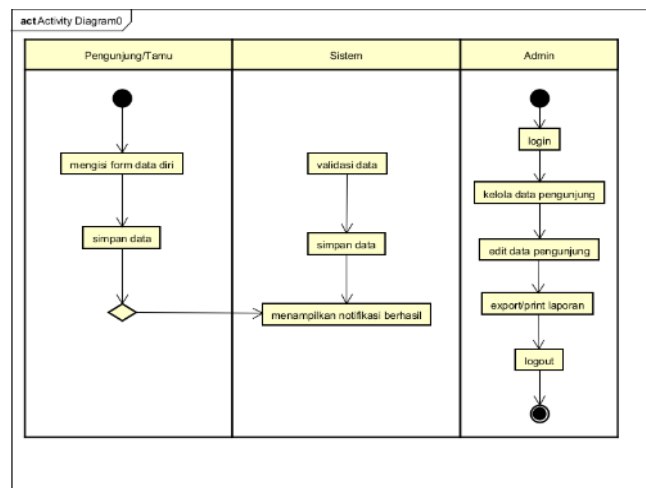 act Activity Diagram0
Pengunjung/Tamu
Sistem
Admin
mengisi form data diri
simpan data
validasi data
simpan data
menampilkan notifikasi berhasil
login
kelola data pengunjung
edit data pengunjung
export/print laporan
logout